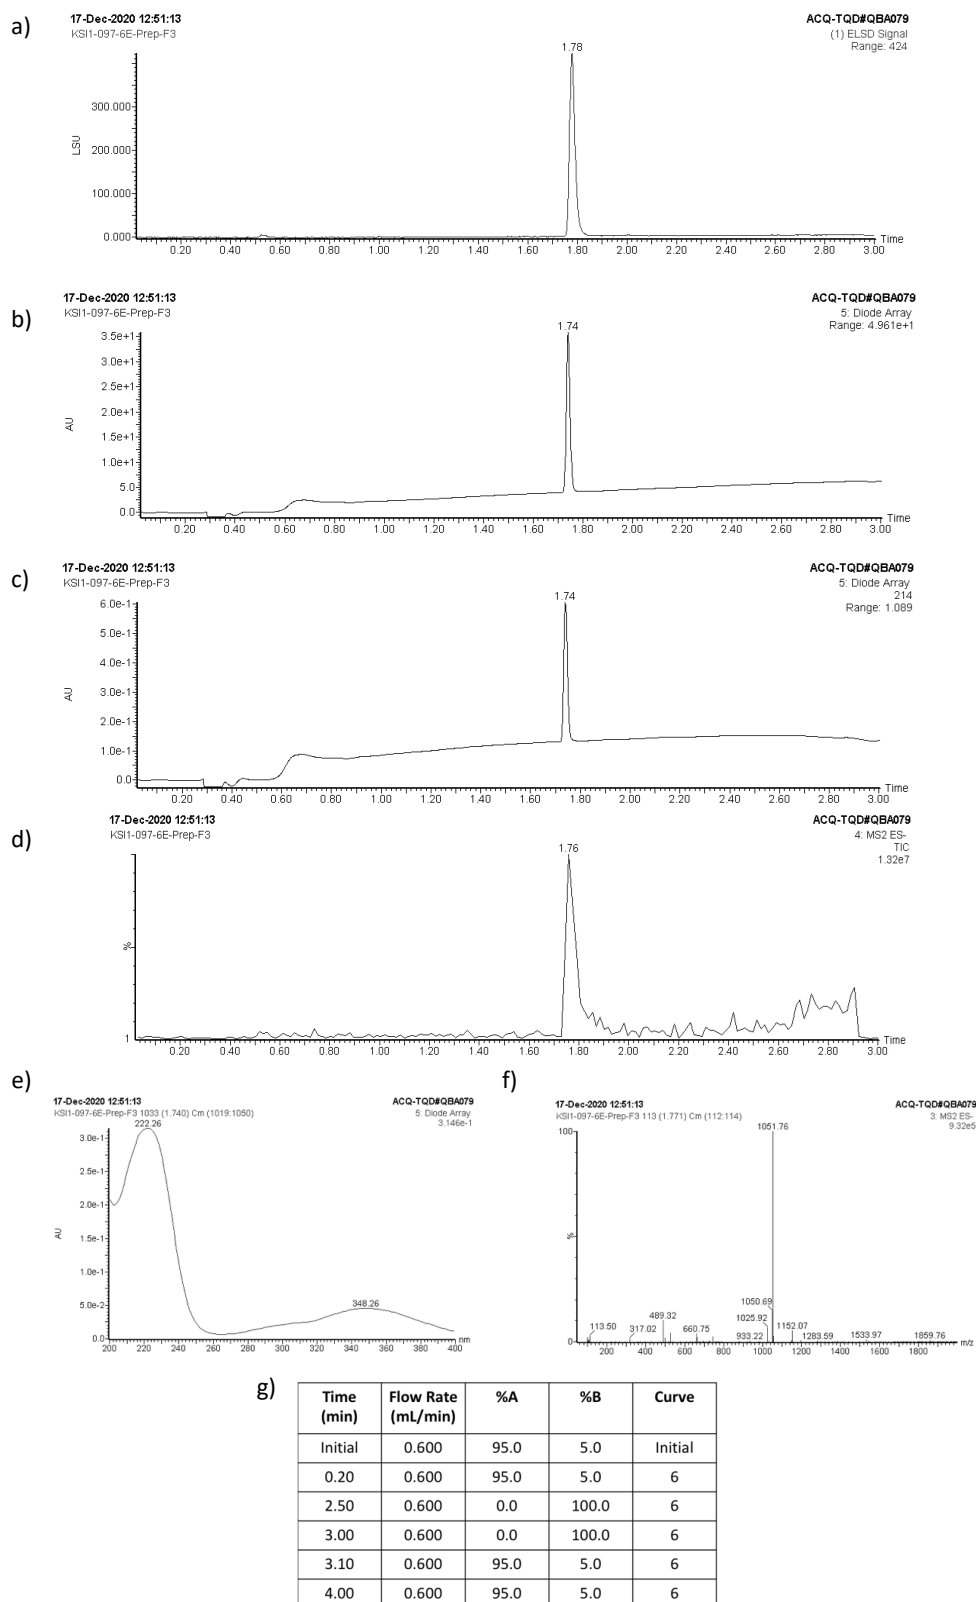 a)
17-Dec-2020 12:51:13 ACQ-TQD#QBA079
KSI1-097-6E-Prep-F3 (1) ELSD Signal
Range: 424
1.78
300.000
200.000
100.000
0.000
LSU
0.20 0.40 0.60 0.80 1.00 1.20 1.40 1.60 1.80 2.00 2.20 2.40 2.60 2.80 3.00 Time
b)
17-Dec-2020 12:51:13 ACQ-TQD#QBA079
KSI1-097-6E-Prep-F3 5: Diode Array
Range: 4.961e+1
1.74
3.5e+1
3.0e+1
2.5e+1
2.0e+1
1.5e+1
1.0e+1
5.0
0.0
AU
0.20 0.40 0.60 0.80 1.00 1.20 1.40 1.60 1.80 2.00 2.20 2.40 2.60 2.80 3.00 Time
c)
17-Dec-2020 12:51:13 ACQ-TQD#QBA079
KSI1-097-6E-Prep-F3 5: Diode Array
214
Range: 1.089
1.74
6.0e-1
5.0e-1
4.0e-1
3.0e-1
2.0e-1
1.0e-1
0.0
AU
0.20 0.40 0.60 0.80 1.00 1.20 1.40 1.60 1.80 2.00 2.20 2.40 2.60 2.80 3.00 Time
d)
17-Dec-2020 12:51:13 ACQ-TQD#QBA079
KSI1-097-6E-Prep-F3 4: MS2 ES-
TIC
1.32e7
1.76
%
1
0.20 0.40 0.60 0.80 1.00 1.20 1.40 1.60 1.80 2.00 2.20 2.40 2.60 2.80 3.00 Time
e)
17-Dec-2020 12:51:13 ACQ-TQD#QBA079
KSI1-097-6E-Prep-F3 1033 (1.740) Cm (1019:1050) 5: Diode Array
3.146e-1
222.26
3.0e-1
2.5e-1
2.0e-1
1.5e-1
1.0e-1
5.0e-2
0.0
AU
348.26
200 220 240 260 280 300 320 340 360 380 400 nm
f)
17-Dec-2020 12:51:13 ACQ-TQD#QBA079
KSI1-097-6E-Prep-F3 113 (1.771) Cm (112:114) 3: MS2 ES-
9.32e5
1051.76
100
%
0
1050.69
489.32 1025.92 1152.07
113.50 317.02 660.75 933.22 1283.59 1533.97 1859.76
200 400 600 800 1000 1200 1400 1600 1800 m/z
g)
Time (min) Flow Rate (mL/min) %A %B Curve
Initial 0.600 95.0 5.0 Initial
0.20 0.600 95.0 5.0 6
2.50 0.600 0.0 100.0 6
3.00 0.600 0.0 100.0 6
3.10 0.600 95.0 5.0 6
4.00 0.600 95.0 5.0 6